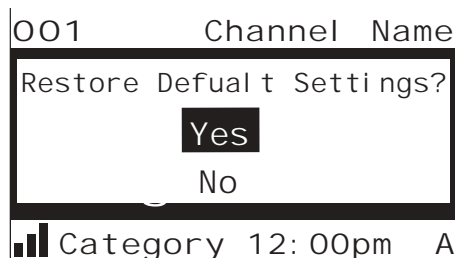 001 Channel Name
Restore Defualt Settings?
Yes
No
Category 12:00pm A